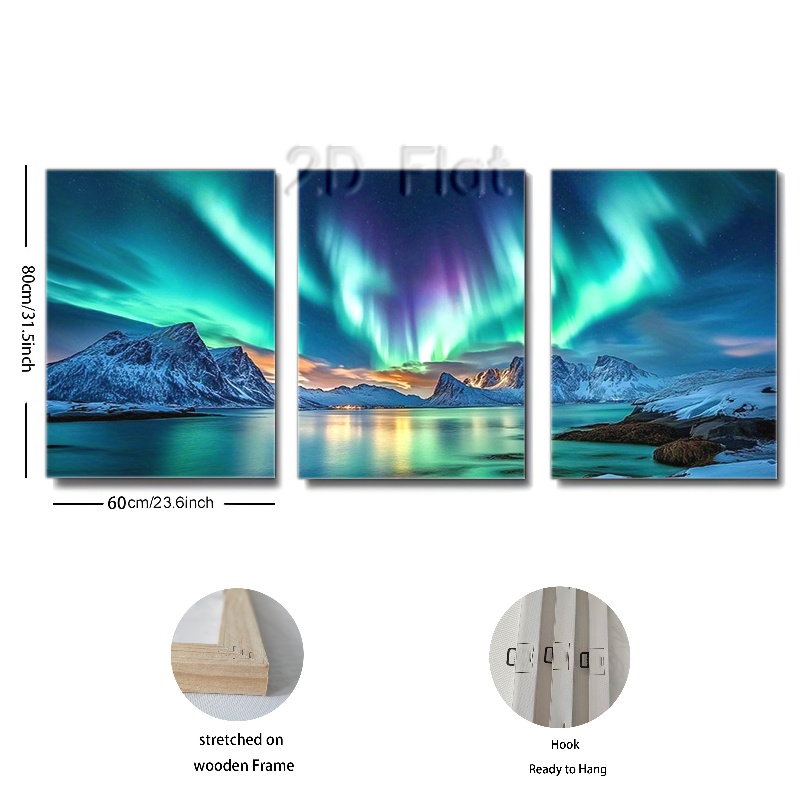 2D Flat
80cm/31.5inch
60cm/23.6inch
stretched on
wooden Frame
Hook
Ready to Hang